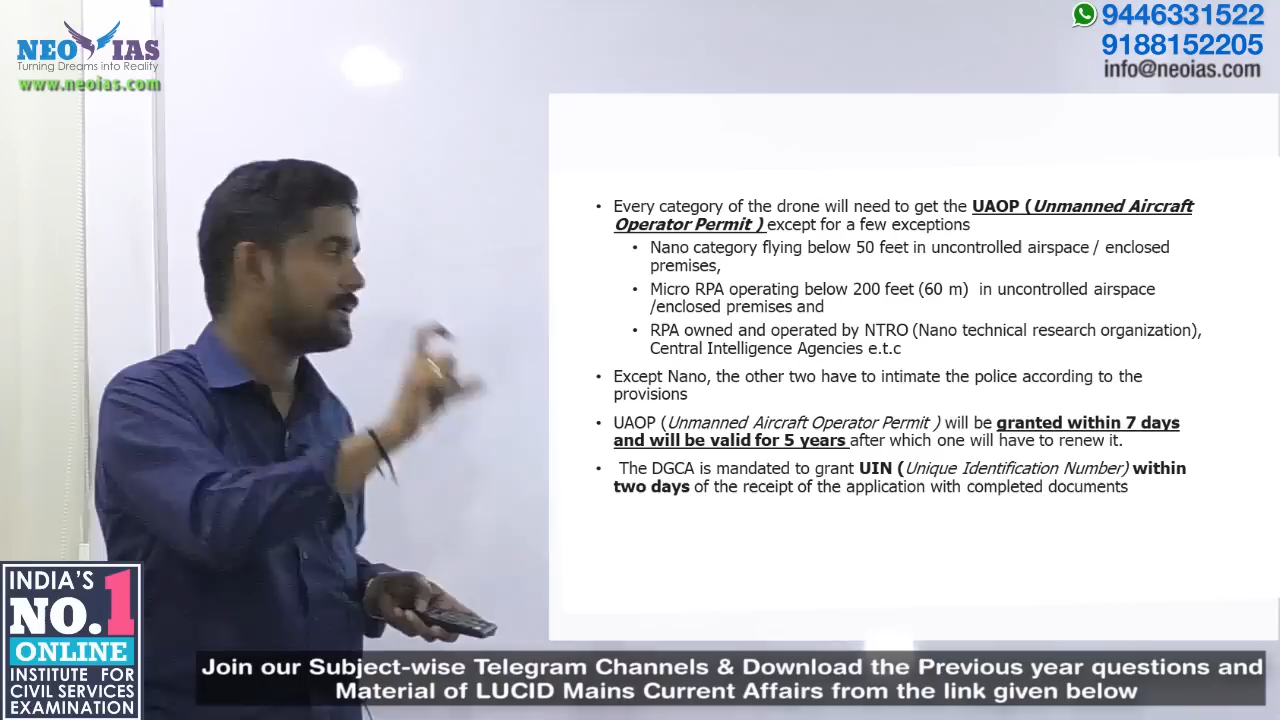 NEO IAS
Turning Dreams into Reality
www.neoias.com
9446331522
9188152205
info@neoias.com
• Every category of the drone will need to get the UAOP (Unmanned Aircraft
Operator Permit ) except for a few exceptions
• Nano category flying below 50 feet in uncontrolled airspace / enclosed
premises,
• Micro RPA operating below 200 feet (60 m) in uncontrolled airspace
/enclosed premises and
• RPA owned and operated by NTRO (Nano technical research organization),
Central Intelligence Agencies e.t.c
• Except Nano, the other two have to intimate the police according to the
provisions
• UAOP (Unmanned Aircraft Operator Permit ) will be granted within 7 days
and will be valid for 5 years after which one will have to renew it.
• The DGCA is mandated to grant UIN (Unique Identification Number) within
two days of the receipt of the application with completed documents
INDIA'S
NO.1
ONLINE
INSTITUTE FOR
CIVIL SERVICES
EXAMINATION
Join our Subject-wise Telegram Channels & Download the Previous year questions and
Material of LUCID Mains Current Affairs from the link given below